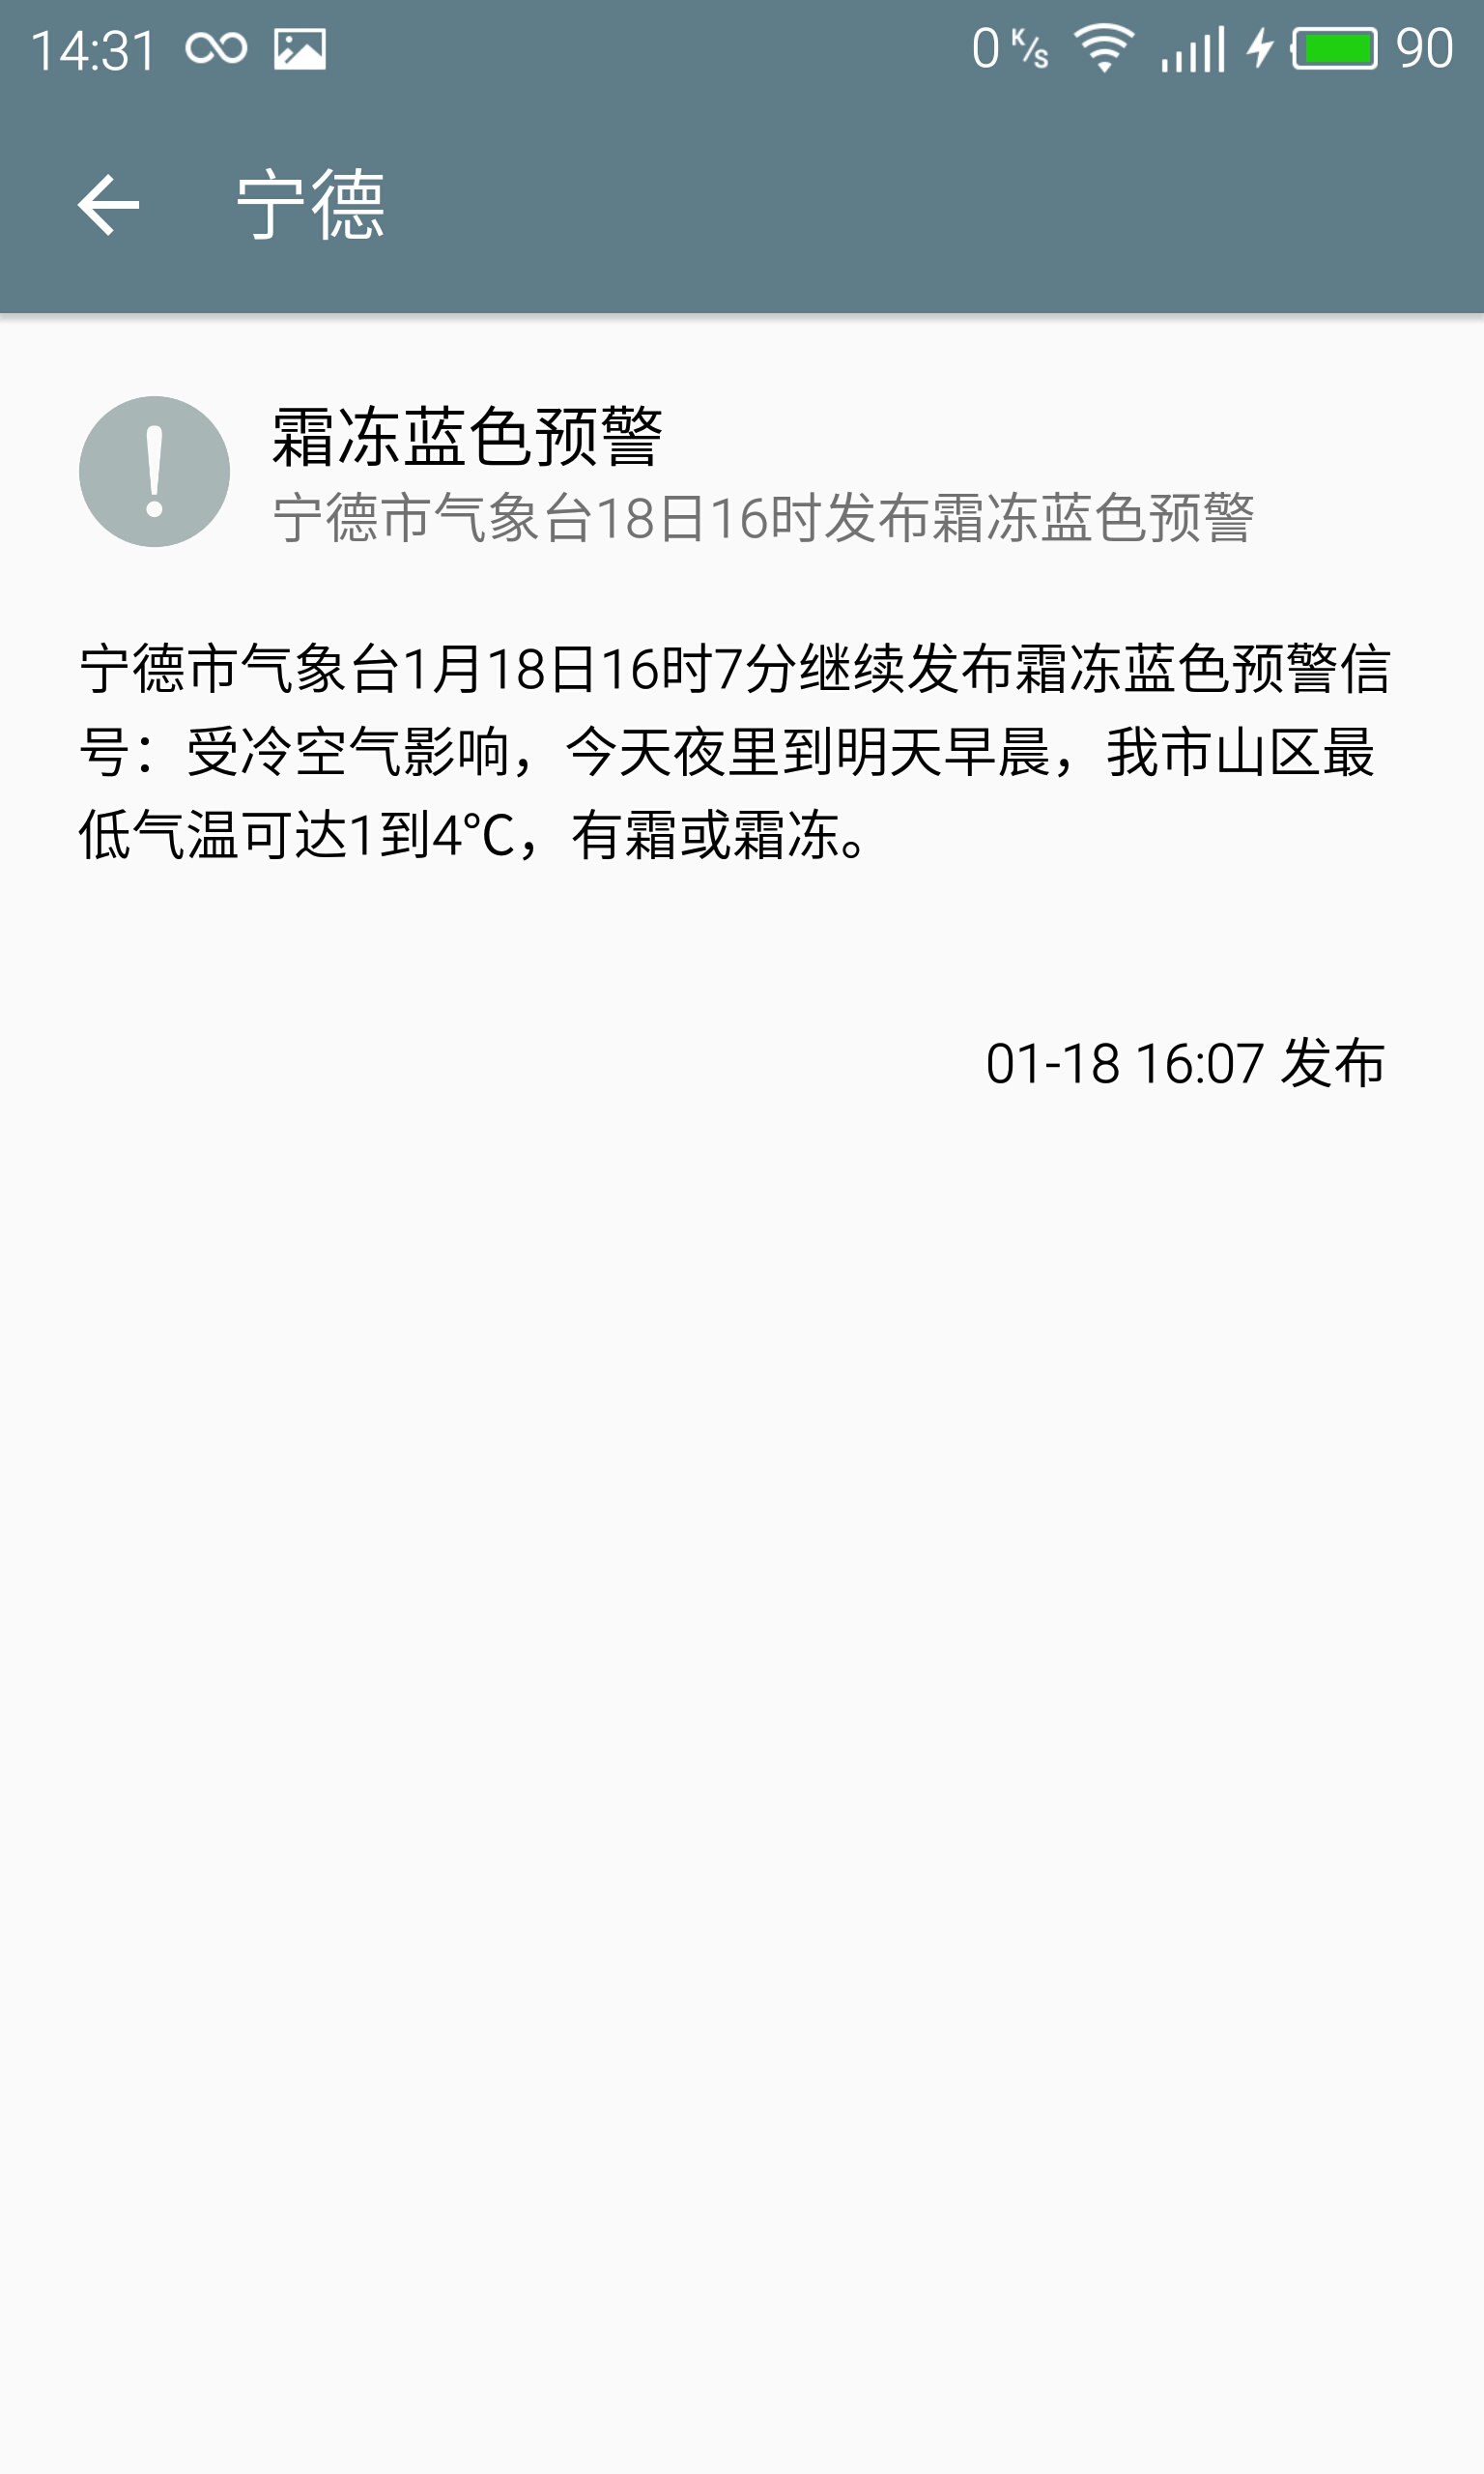 14:31 0 K/s 90
宁德
霜冻蓝色预警
宁德市气象台18日16时发布霜冻蓝色预警
宁德市气象台1月18日16时7分继续发布霜冻蓝色预警信
号：受冷空气影响，今天夜里到明天早晨，我市山区最
低气温可达1到4℃，有霜或霜冻。
01-18 16:07 发布